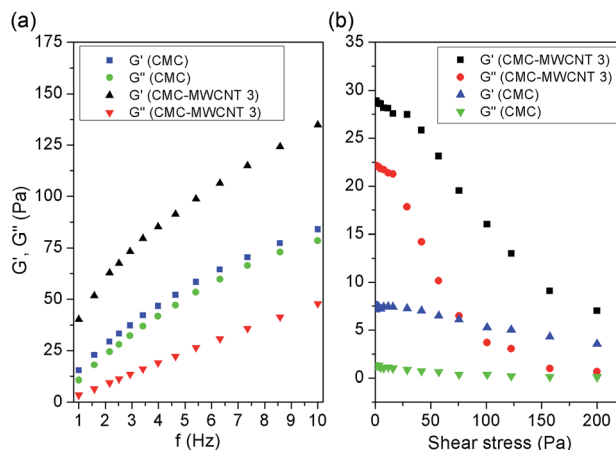 (a)
175
150
125
100
75
50
25
0
G', G'' (Pa)
G' (CMC)
G'' (CMC)
G' (CMC-MWCNT 3)
G'' (CMC-MWCNT 3)
1 2 3 4 5 6 7 8 9 10
f (Hz)
(b)
35
30
25
20
15
10
5
0
G' (CMC-MWCNT 3)
G'' (CMC-MWCNT 3)
G' (CMC)
G'' (CMC)
0 50 100 150 200
Shear stress (Pa)